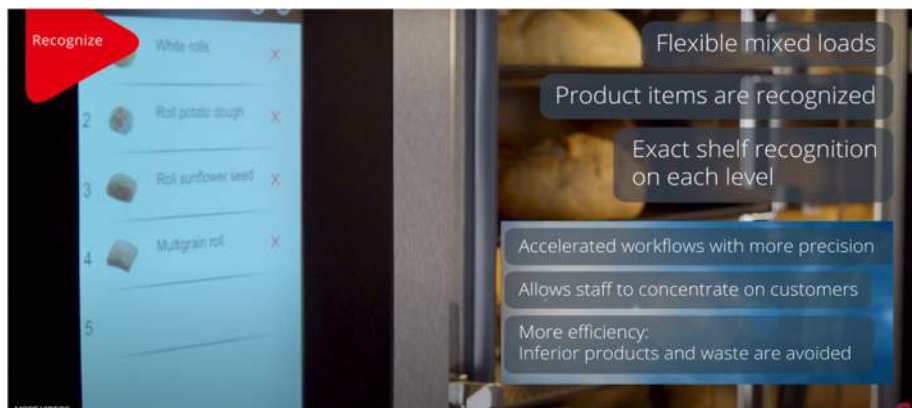 Recognize
White rolls
X
2
Roll potato dough
X
3
Roll sunflower seed
X
4
Multigrain roll
X
5
Flexible mixed loads
Product items are recognized
Exact shelf recognition
on each level
Accelerated workflows with more precision
Allows staff to concentrate on customers
More efficiency:
Inferior products and waste are avoided
MORE VIDEOS